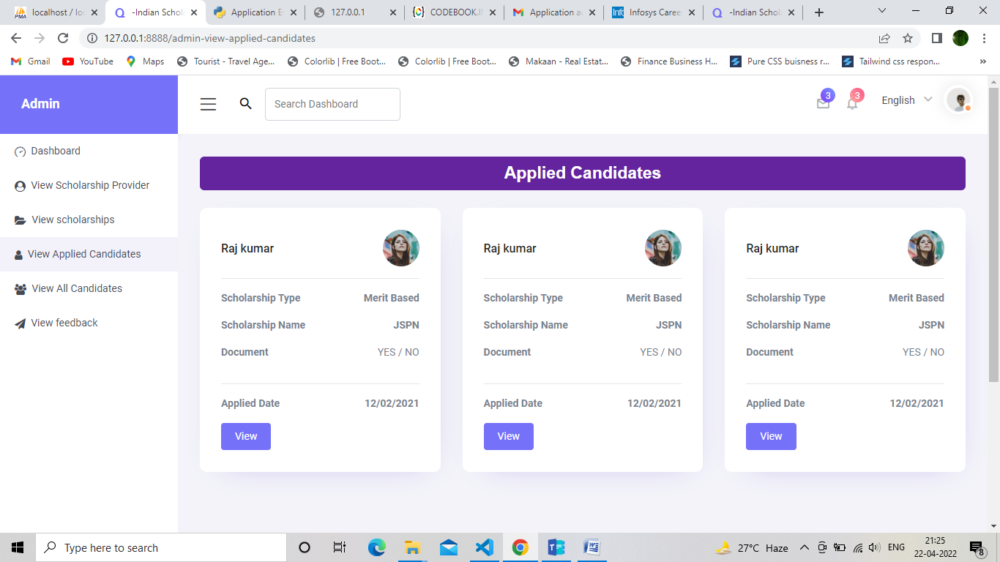 localhost / loc
-Indian Schol
Application E
127.0.0.1
CODEBOOK.I
Application a
Infosys Caree
-Indian Schol
127.0.0.1:8888/admin-view-applied-candidates
Gmail
YouTube
Maps
Tourist - Travel Age...
Colorlib | Free Boot...
Colorlib | Free Boot...
Makaan - Real Estat...
Finance Business H...
Pure CSS buisness r...
Tailwind css respon...
»
Admin
Search Dashboard
3
3
English
Dashboard
View Scholarship Provider
View scholarships
View Applied Candidates
View All Candidates
View feedback
Applied Candidates
Raj kumar
Scholarship Type Merit Based
Scholarship Name JSPN
Document YES / NO
Applied Date 12/02/2021
View
Raj kumar
Scholarship Type Merit Based
Scholarship Name JSPN
Document YES / NO
Applied Date 12/02/2021
View
Raj kumar
Scholarship Type Merit Based
Scholarship Name JSPN
Document YES / NO
Applied Date 12/02/2021
View
Type here to search
27°C Haze
ENG
21:25
22-04-2022
8